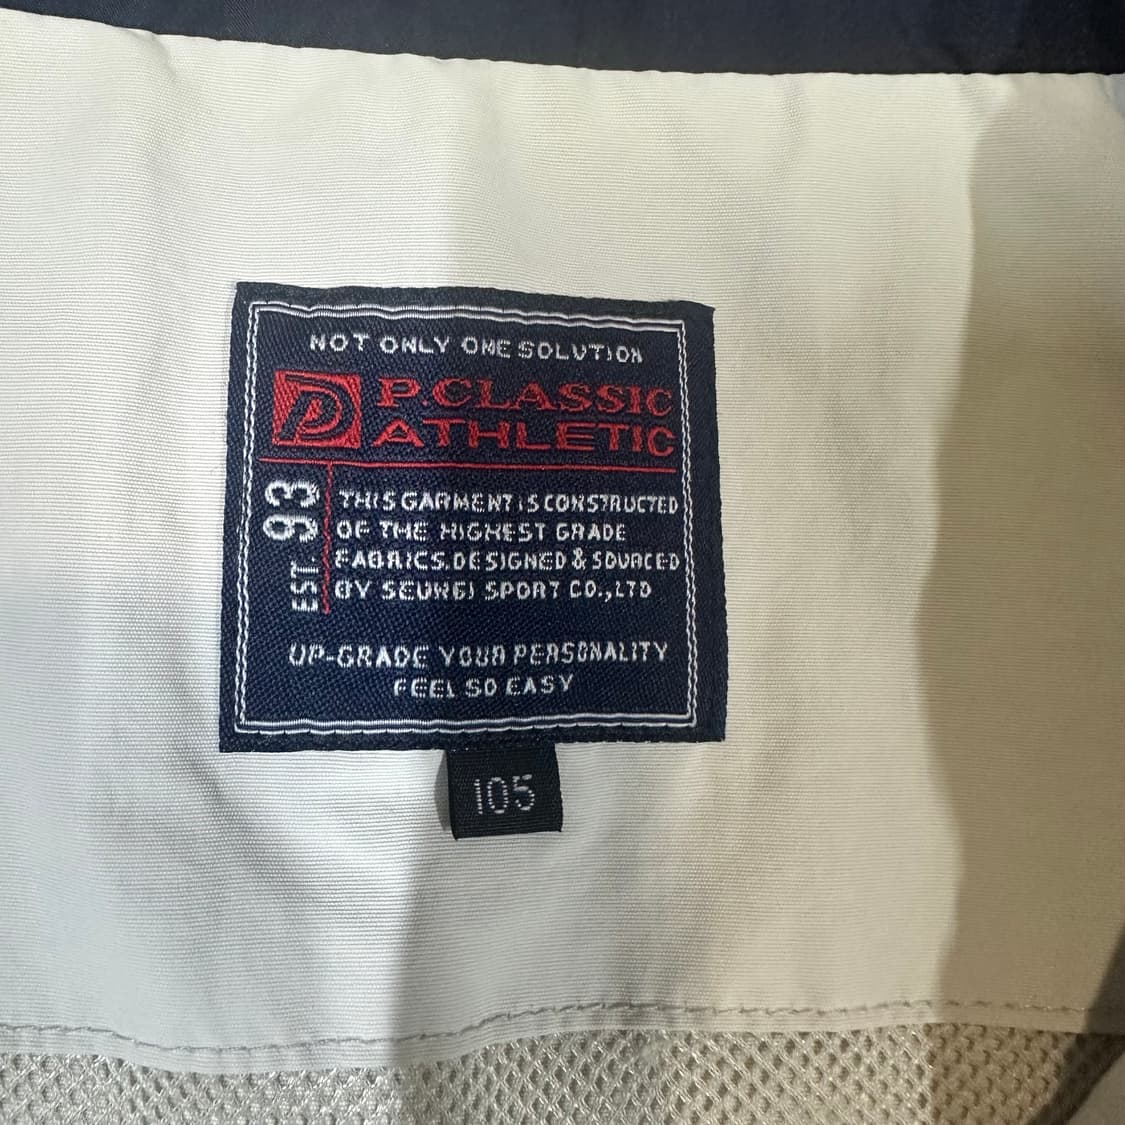 NOT ONLY ONE SOLUTION
P.CLASSIC
ATHLETIC
EST. 93
THIS GARMENT IS CONSTRUCTED
OF THE HIGHEST GRADE
FABRICS.DESIGNED & SOURCED
BY SEUNGI SPORT CO.,LTD
UP-GRADE YOUR PERSONALITY
FEEL SO EASY
105